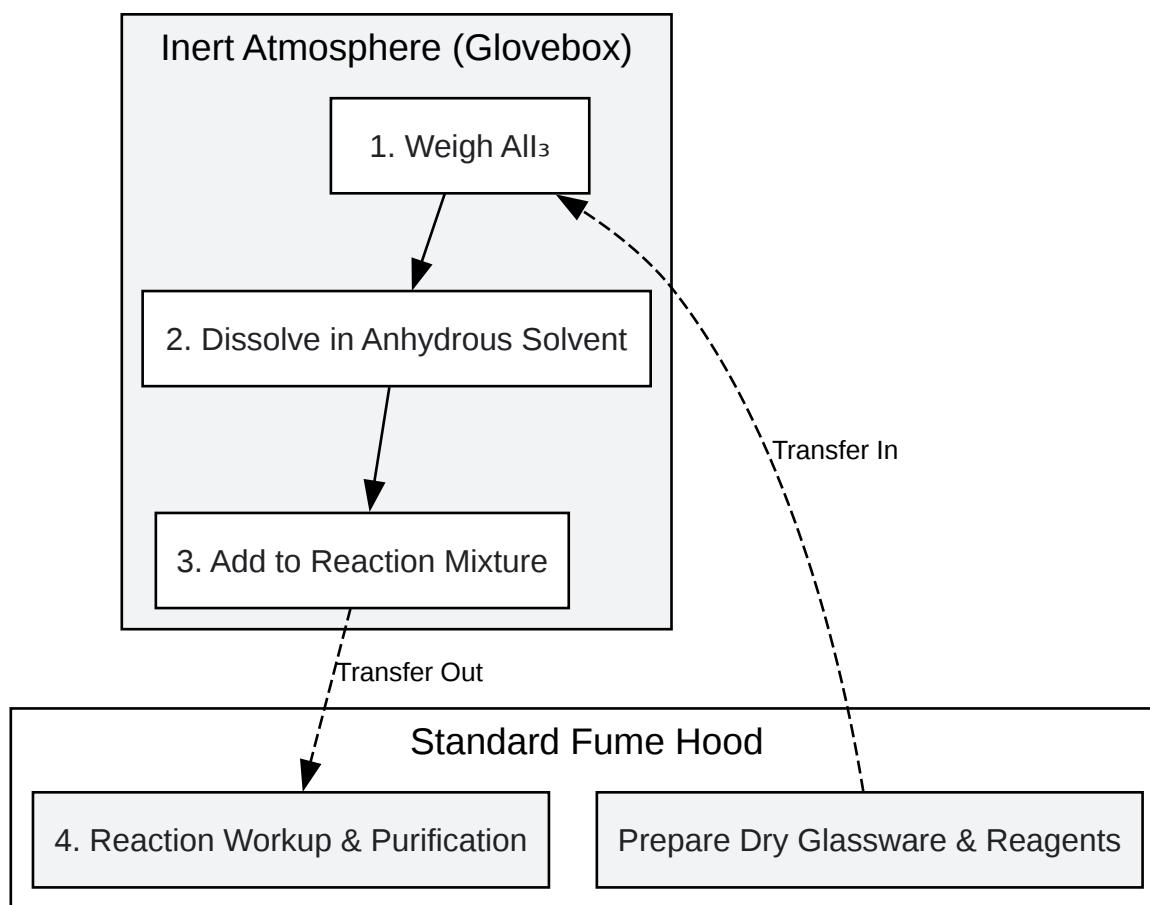 Inert Atmosphere (Glovebox)
1. Weigh AlI₃
2. Dissolve in Anhydrous Solvent
Transfer In
3. Add to Reaction Mixture
Transfer Out
Standard Fume Hood
4. Reaction Workup & Purification
Prepare Dry Glassware & Reagents